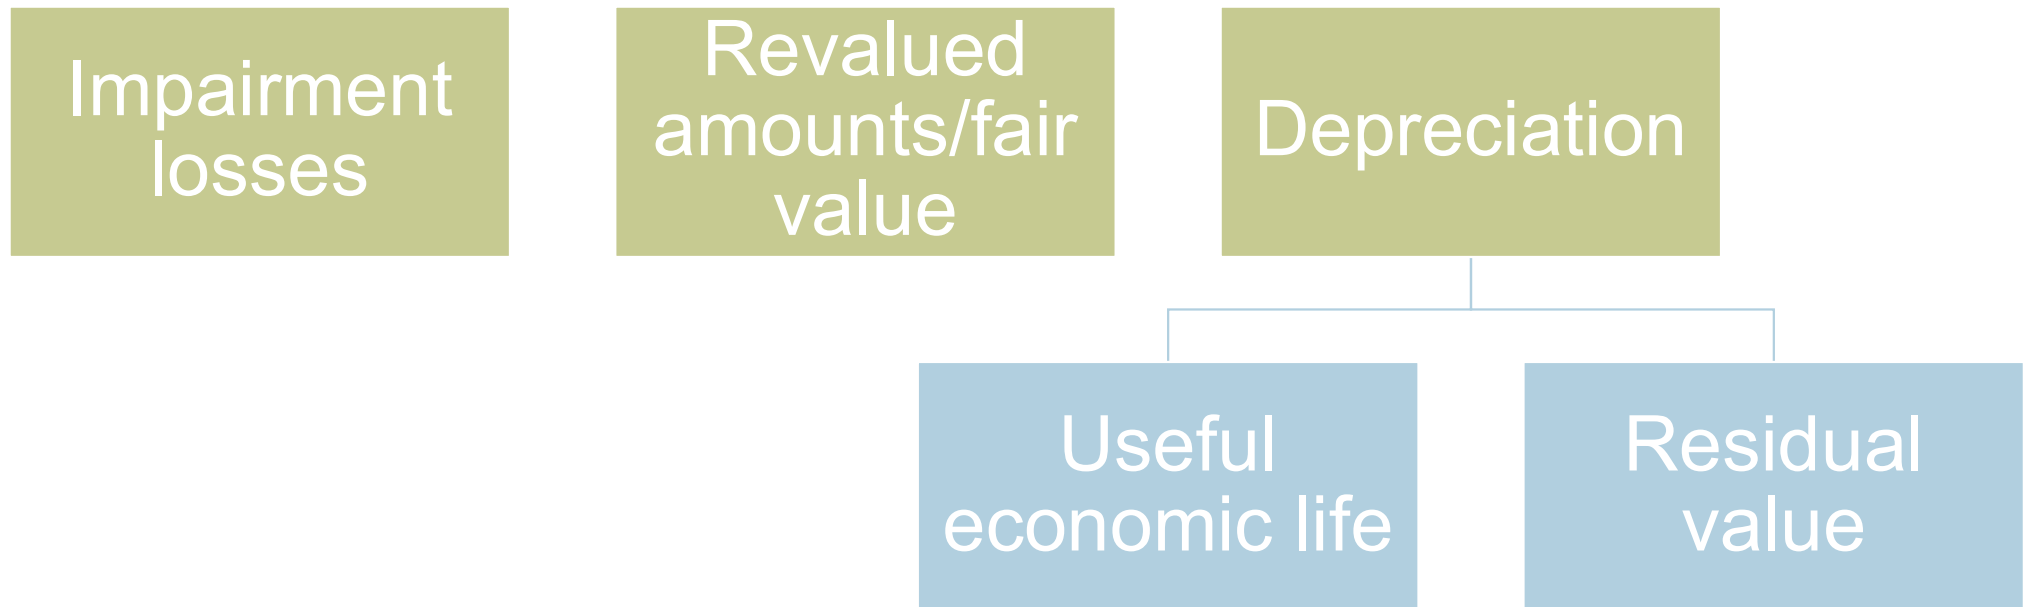 Impairment
losses
Revalued
amounts/fair
value
Depreciation
Useful
economic life
Residual
value